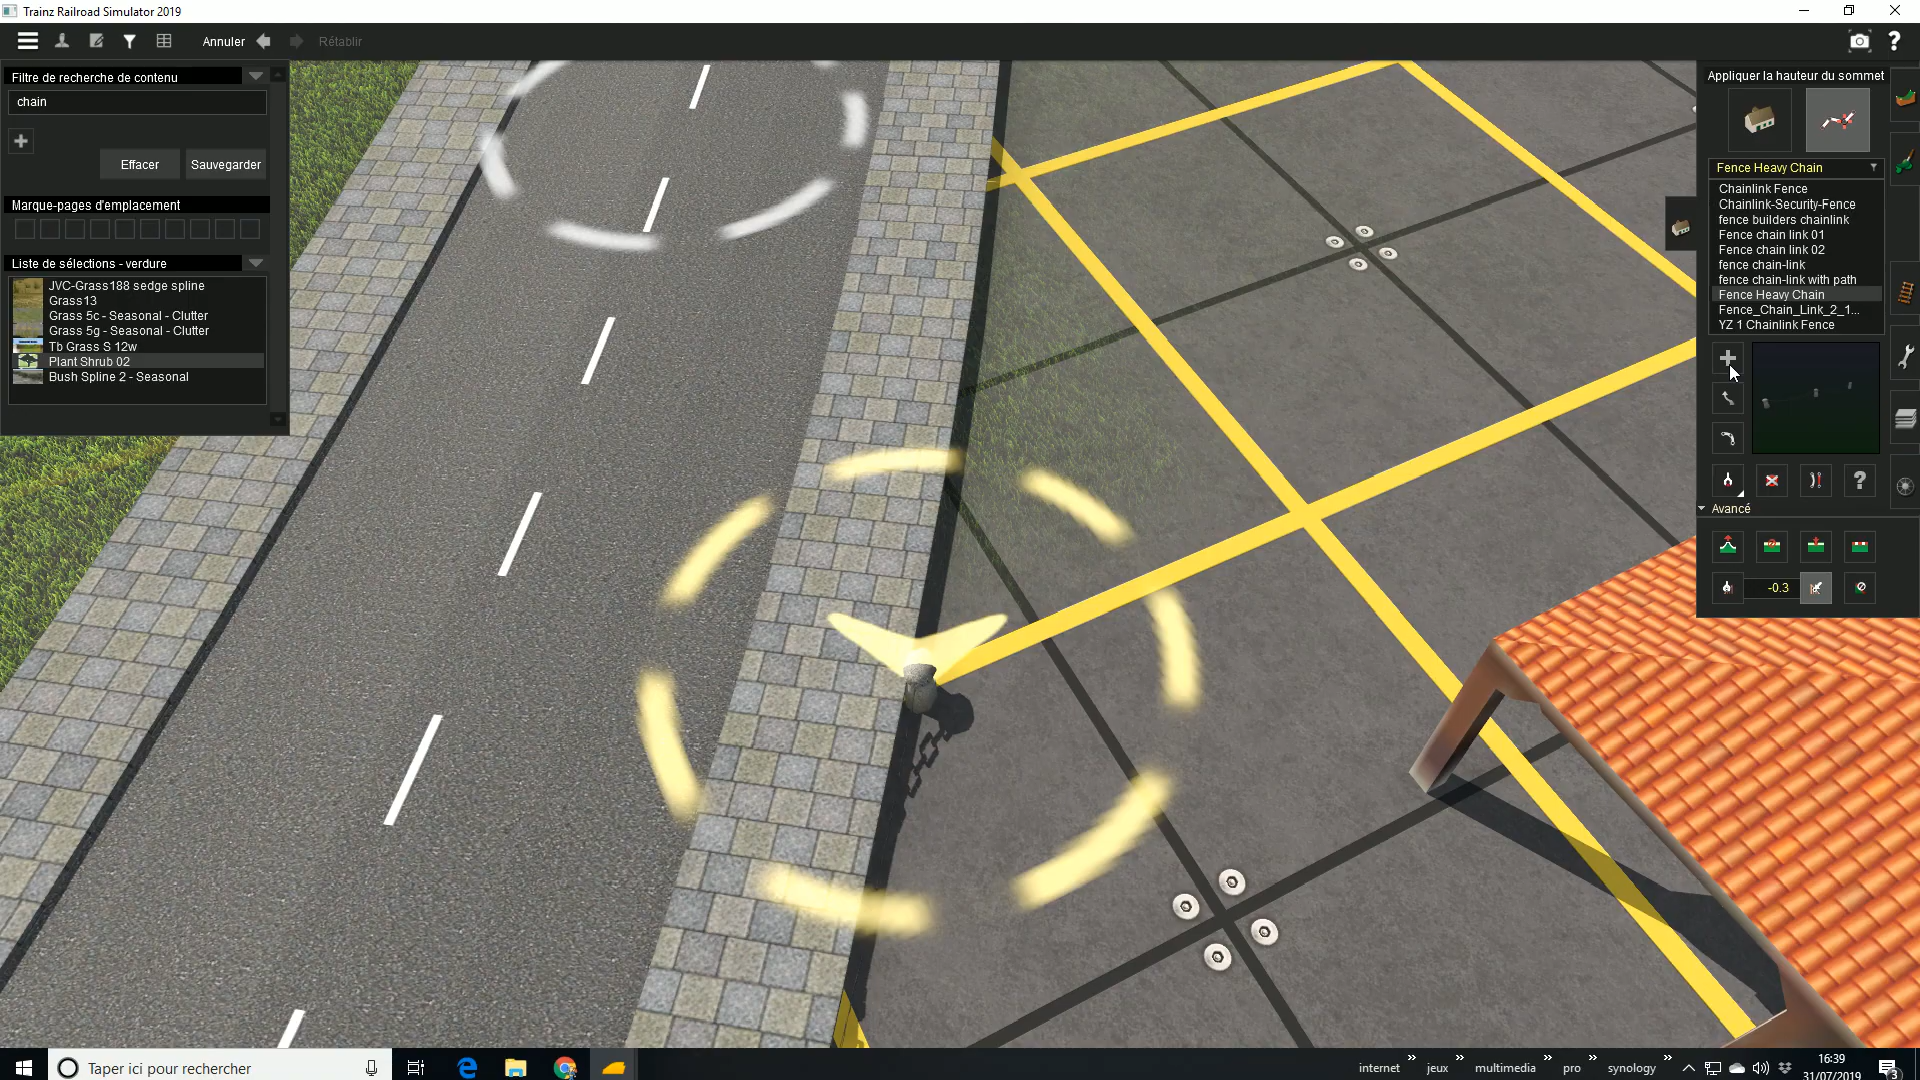 Trainz Railroad Simulator 2019
Annuler
Rétablir
Filtre de recherche de contenu
chain
Effacer
Sauvegarder
Marque-pages d'emplacement
Liste de sélections - verdure
JVC-Grass188 sedge spline
Grass13
Grass 5c - Seasonal - Clutter
Grass 5g - Seasonal - Clutter
Tb Grass S 12w
Plant Shrub 02
Bush Spline 2 - Seasonal
Appliquer la hauteur du sommet
Fence Heavy Chain
Chainlink Fence
Chainlink-Security-Fence
fence builders chainlink
Fence chain link 01
Fence chain link 02
fence chain-link
fence chain-link with path
Fence Heavy Chain
Fence_Chain_Link_2_1...
YZ 1 Chainlink Fence
Avancé
-0.3
Taper ici pour rechercher
internet
jeux
multimedia
pro
synology
16:39
31/07/2019
3